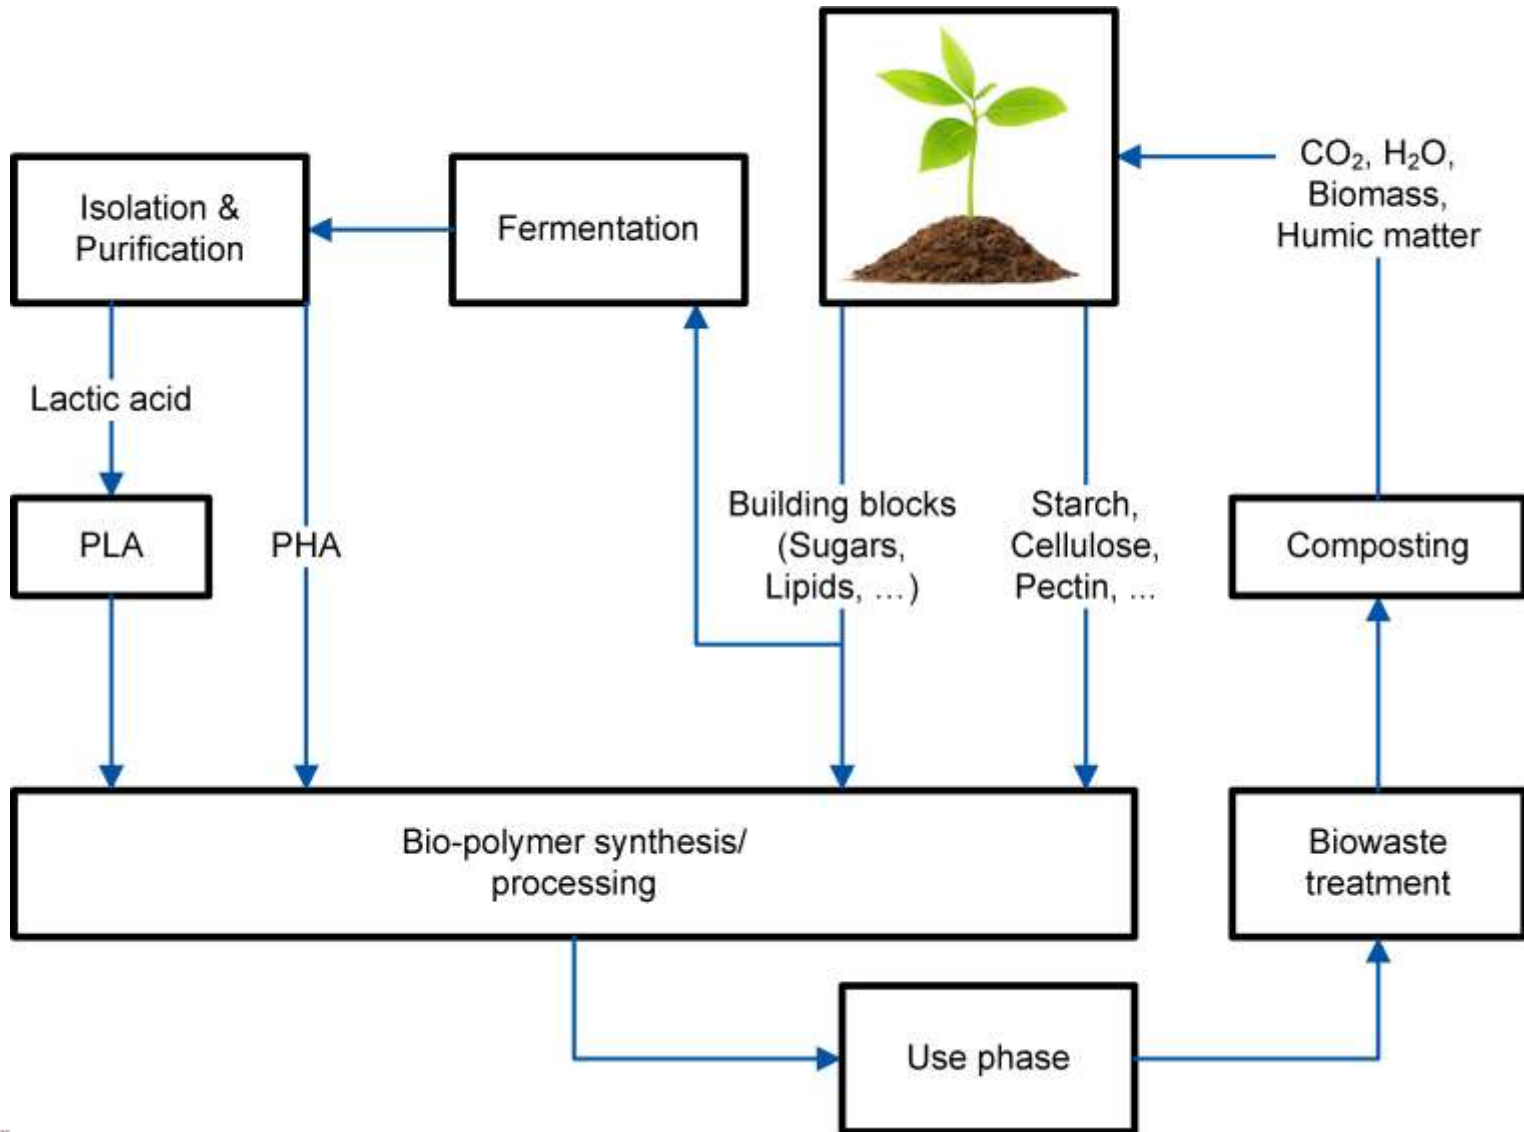 Isolation &
Purification
Fermentation
CO₂, H₂O,
Biomass,
Humic matter
Lactic acid
PLA
PHA
Building blocks
(Sugars,
Lipids, …)
Starch,
Cellulose,
Pectin, ...
Composting
Bio-polymer synthesis/
processing
Biowaste
treatment
Use phase